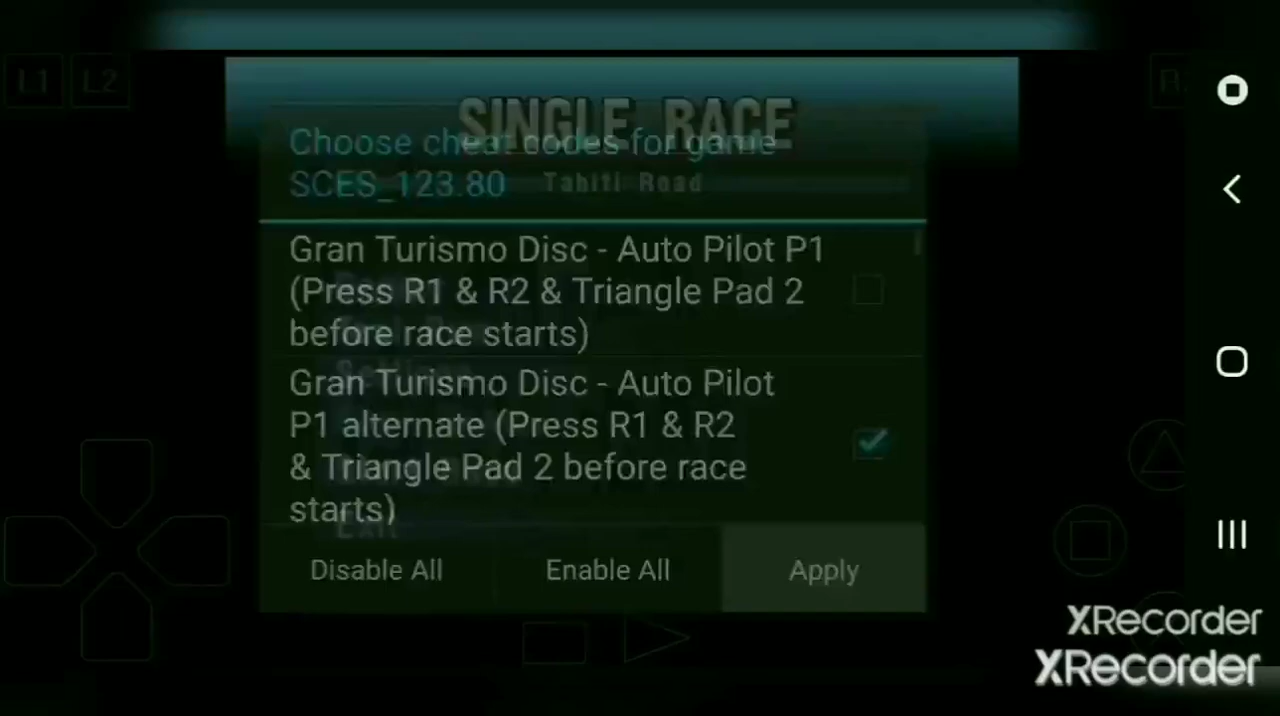 L1 L2
SINGLE RACE
Choose cheat codes for game
SCES_123.80
Tahiti Road
Gran Turismo Disc - Auto Pilot P1
(Press R1 & R2 & Triangle Pad 2
before race starts)
Gran Turismo Disc - Auto Pilot
P1 alternate (Press R1 & R2
& Triangle Pad 2 before race
starts)
Exit
Disable All Enable All Apply
XRecorder
XRecorder